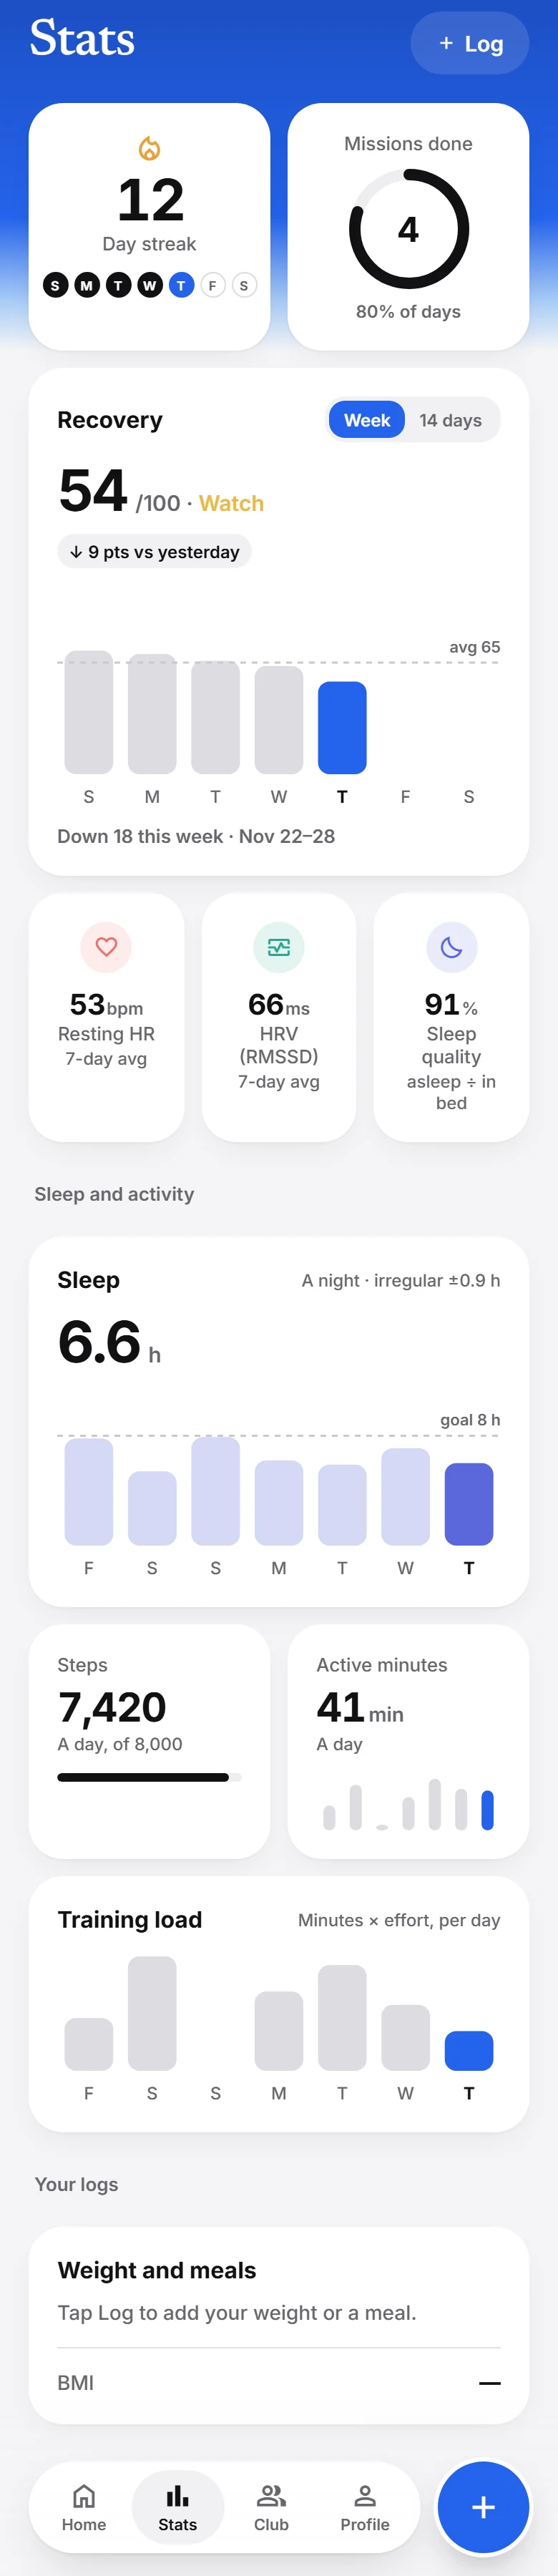 Stats
+ Log
12
Day streak
S M T W T F S
Missions done
4
80% of days
Recovery
Week 14 days
54 /100 · Watch
↓ 9 pts vs yesterday
avg 65
S M T W T F S
Down 18 this week · Nov 22–28
53 bpm
Resting HR
7-day avg
66 ms
HRV
(RMSSD)
7-day avg
91 %
Sleep
quality
asleep ÷ in
bed
Sleep and activity
Sleep
A night · irregular ±0.9 h
6.6 h
goal 8 h
F S S M T W T
Steps
7,420
A day, of 8,000
Active minutes
41 min
A day
Training load
Minutes × effort, per day
F S S M T W T
Your logs
Weight and meals
Tap Log to add your weight or a meal.
BMI —
Home Stats Club Profile
+